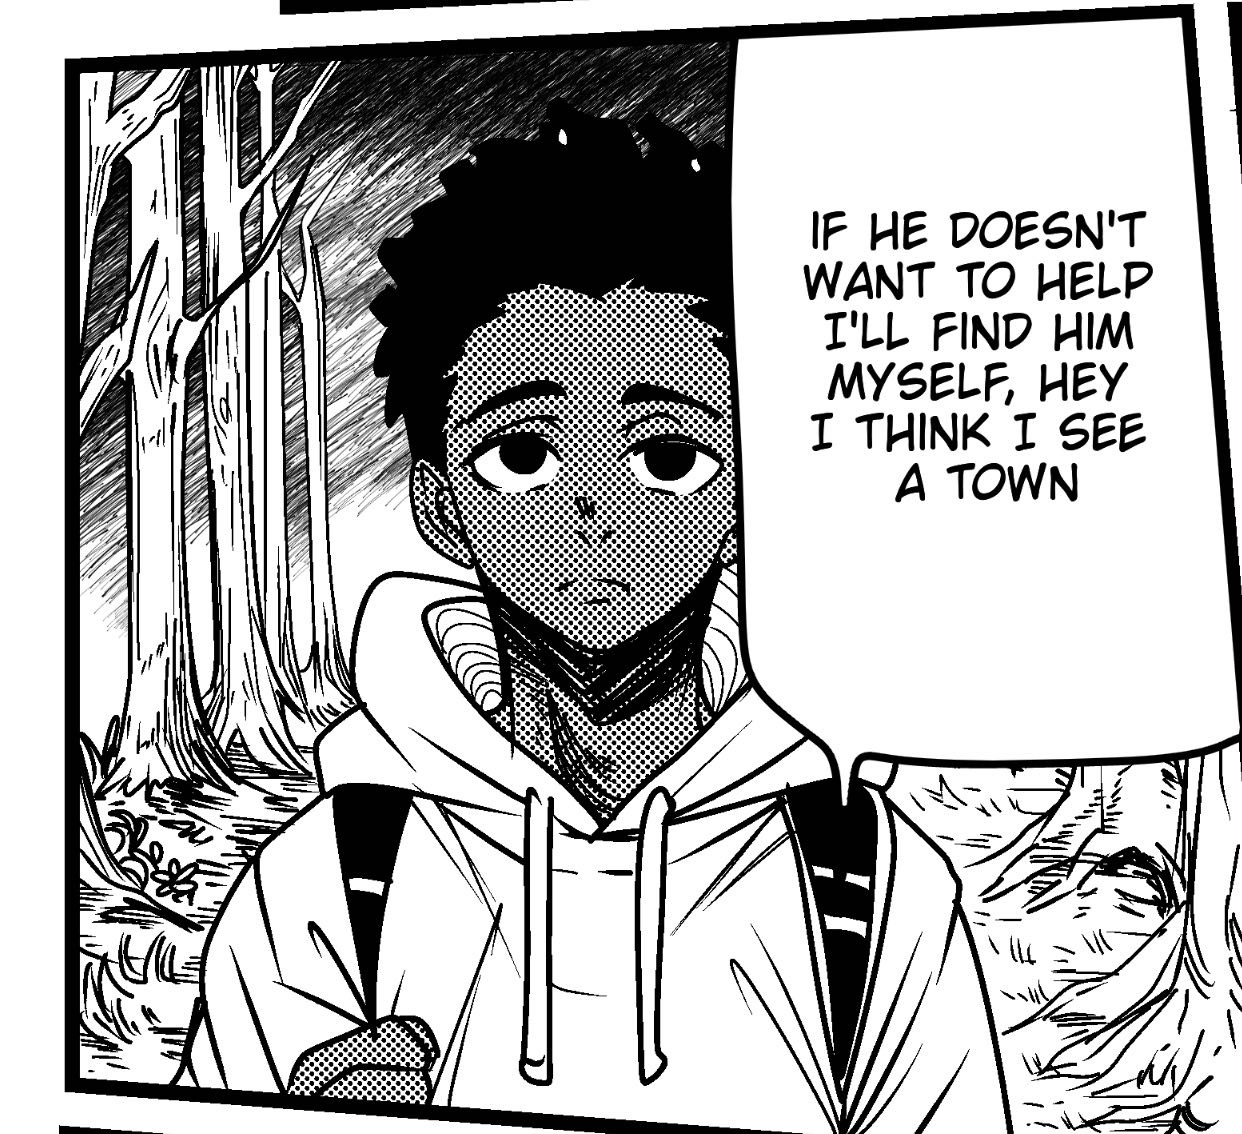 IF HE DOESN'T
WANT TO HELP
I'LL FIND HIM
MYSELF, HEY
I THINK I SEE
A TOWN